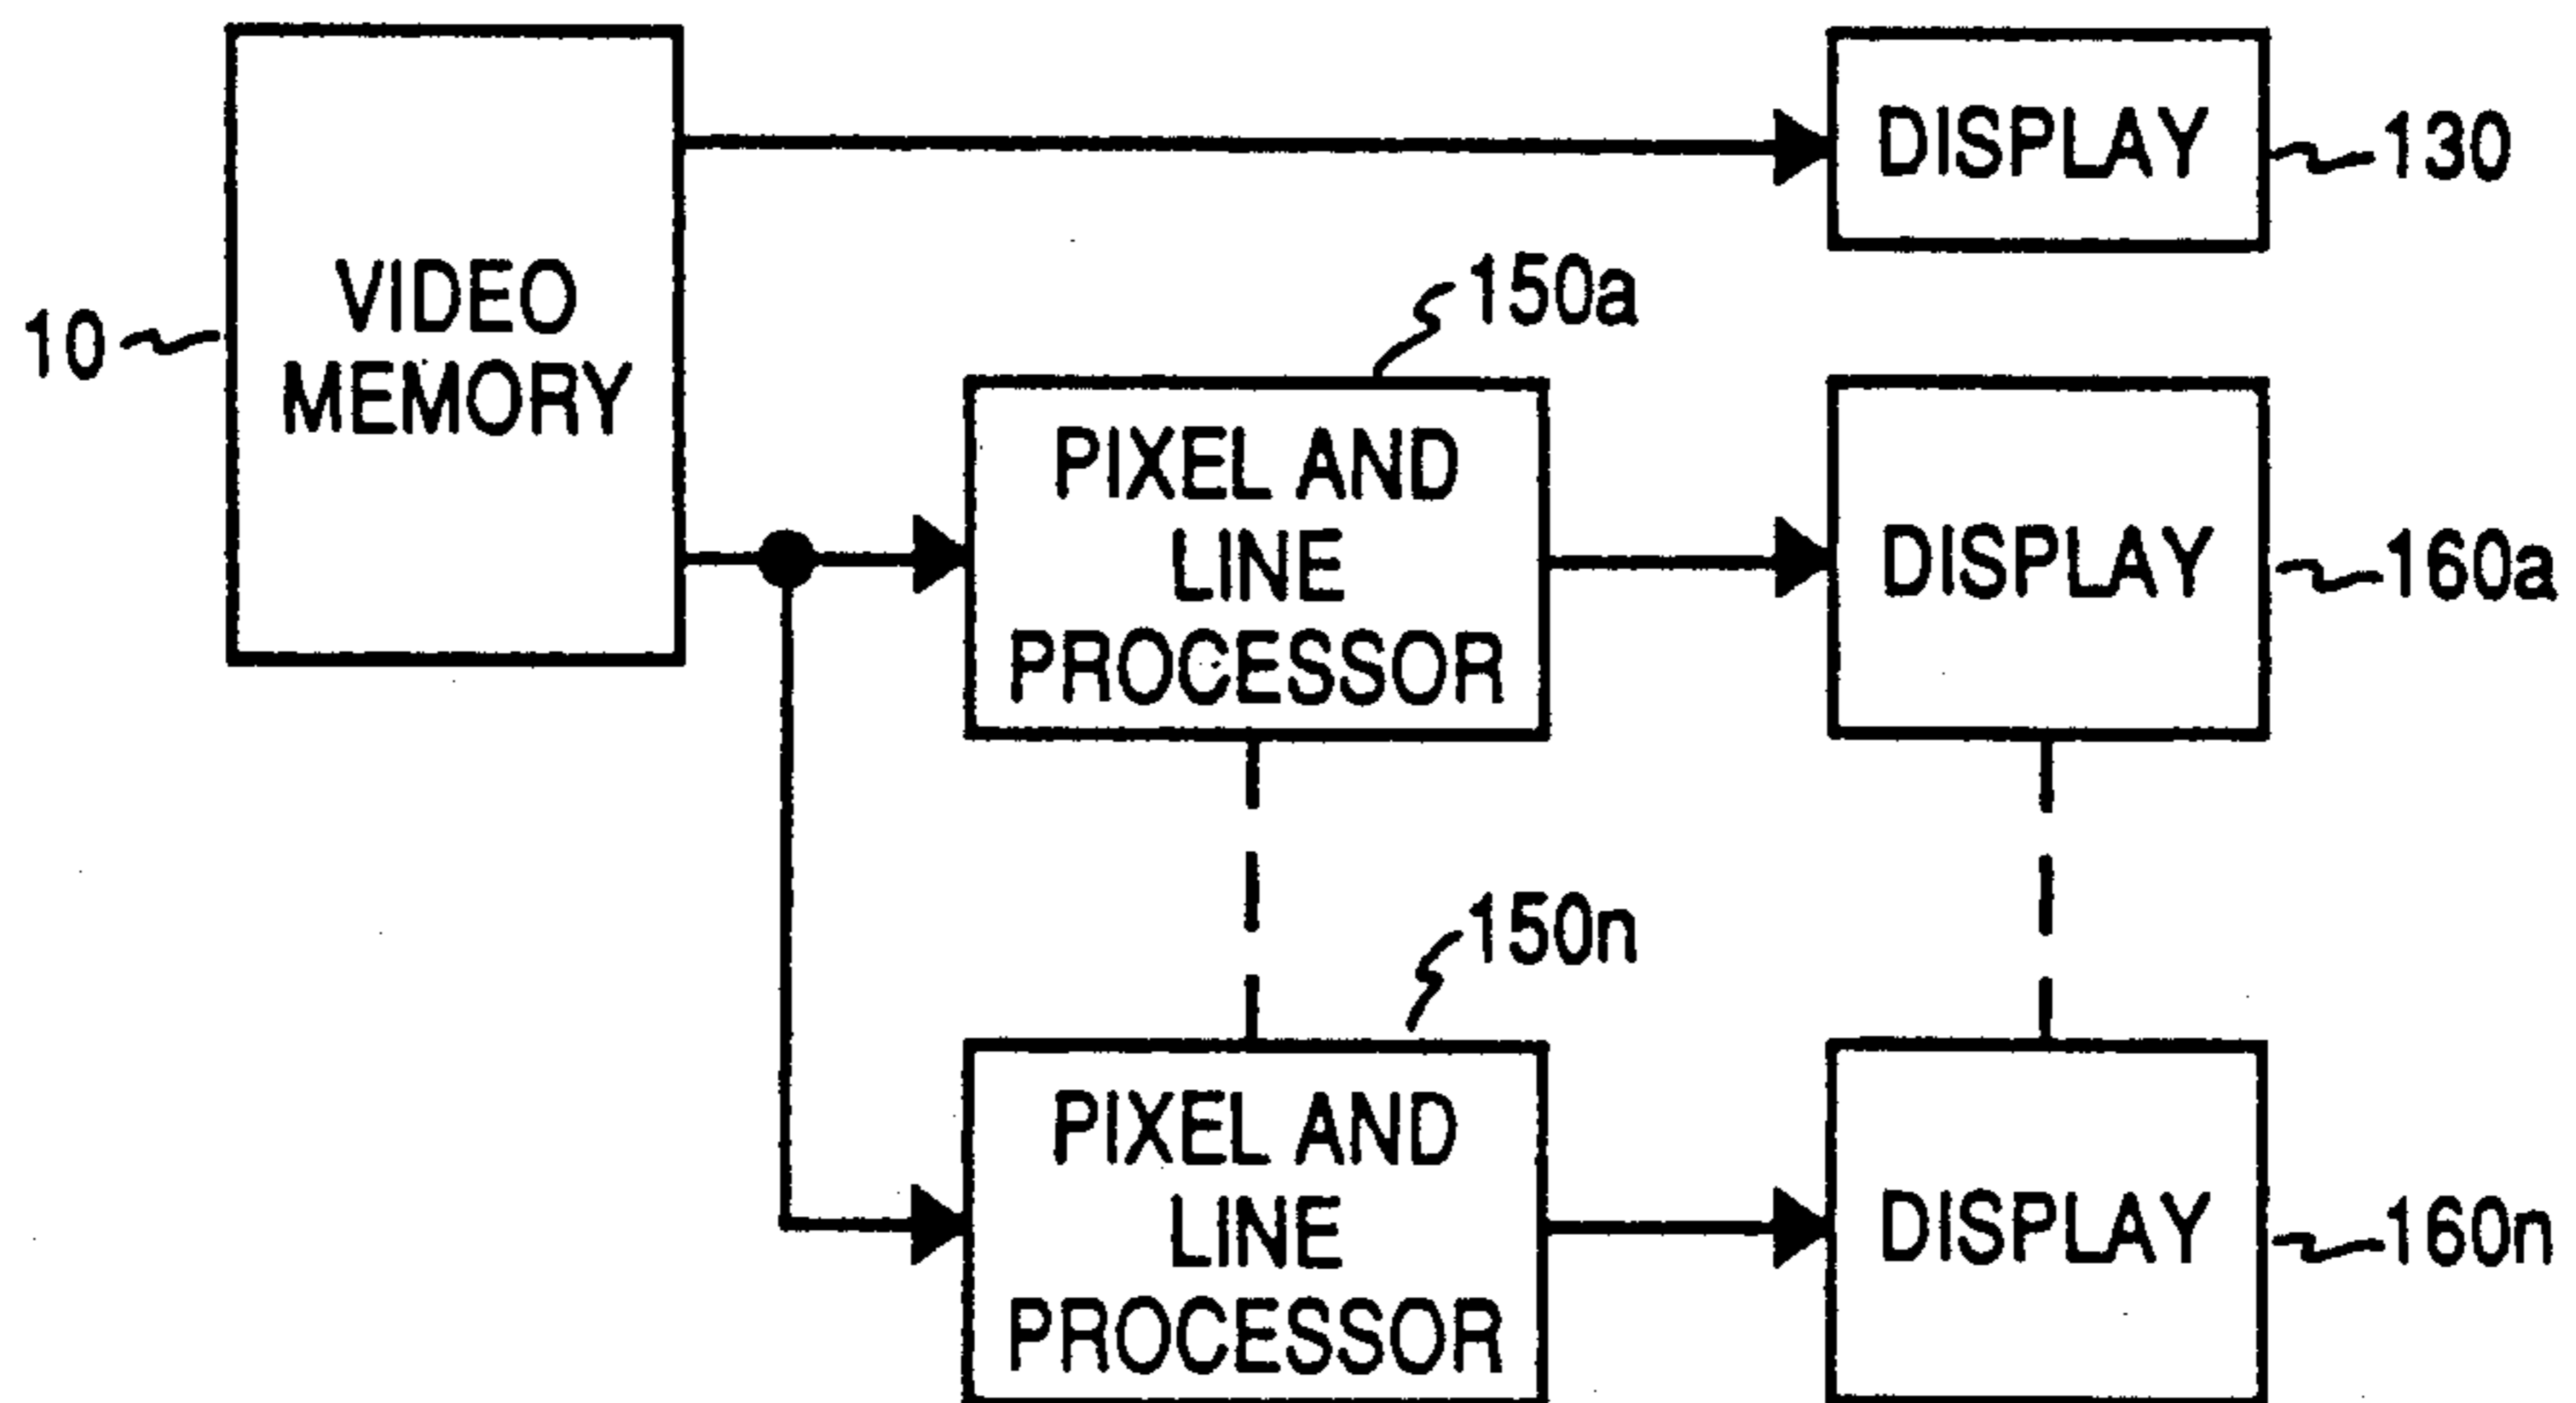 DISPLAY
130
10
VIDEO
MEMORY
150a
PIXEL AND
LINE
PROCESSOR
DISPLAY
160a
150n
PIXEL AND
LINE
PROCESSOR
DISPLAY
160n